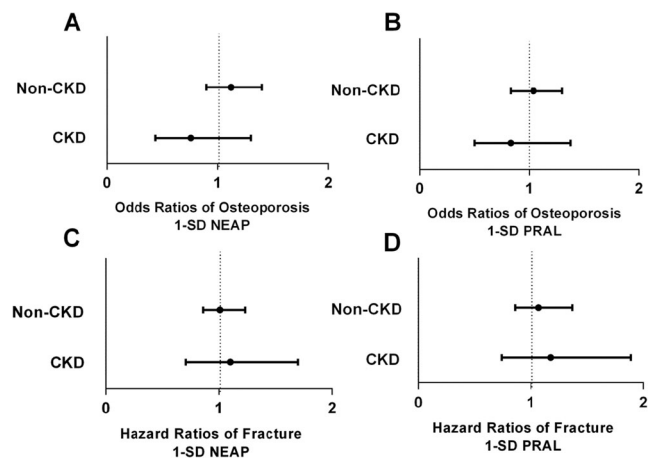 A
Non-CKD
CKD
0 1 2
Odds Ratios of Osteoporosis
1-SD NEAP
B
Non-CKD
CKD
0 1 2
Odds Ratios of Osteoporosis
1-SD PRAL
C
Non-CKD
CKD
0 1 2
Hazard Ratios of Fracture
1-SD NEAP
D
Non-CKD
CKD
0 1 2
Hazard Ratios of Fracture
1-SD PRAL